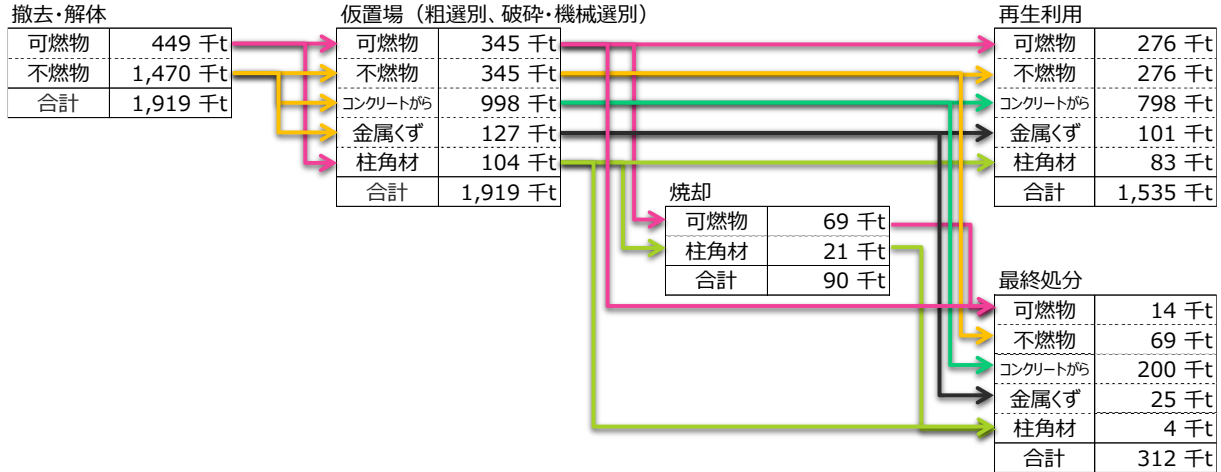 撤去・解体
可燃物 449 千t
不燃物 1,470 千t
合計 1,919 千t
仮置場（粗選別、破砕・機械選別）
可燃物 345 千t
不燃物 345 千t
コンクリートがら 998 千t
金属くず 127 千t
柱角材 104 千t
合計 1,919 千t
焼却
可燃物 69 千t
柱角材 21 千t
合計 90 千t
再生利用
可燃物 276 千t
不燃物 276 千t
コンクリートがら 798 千t
金属くず 101 千t
柱角材 83 千t
合計 1,535 千t
最終処分
可燃物 14 千t
不燃物 69 千t
コンクリートがら 200 千t
金属くず 25 千t
柱角材 4 千t
合計 312 千t